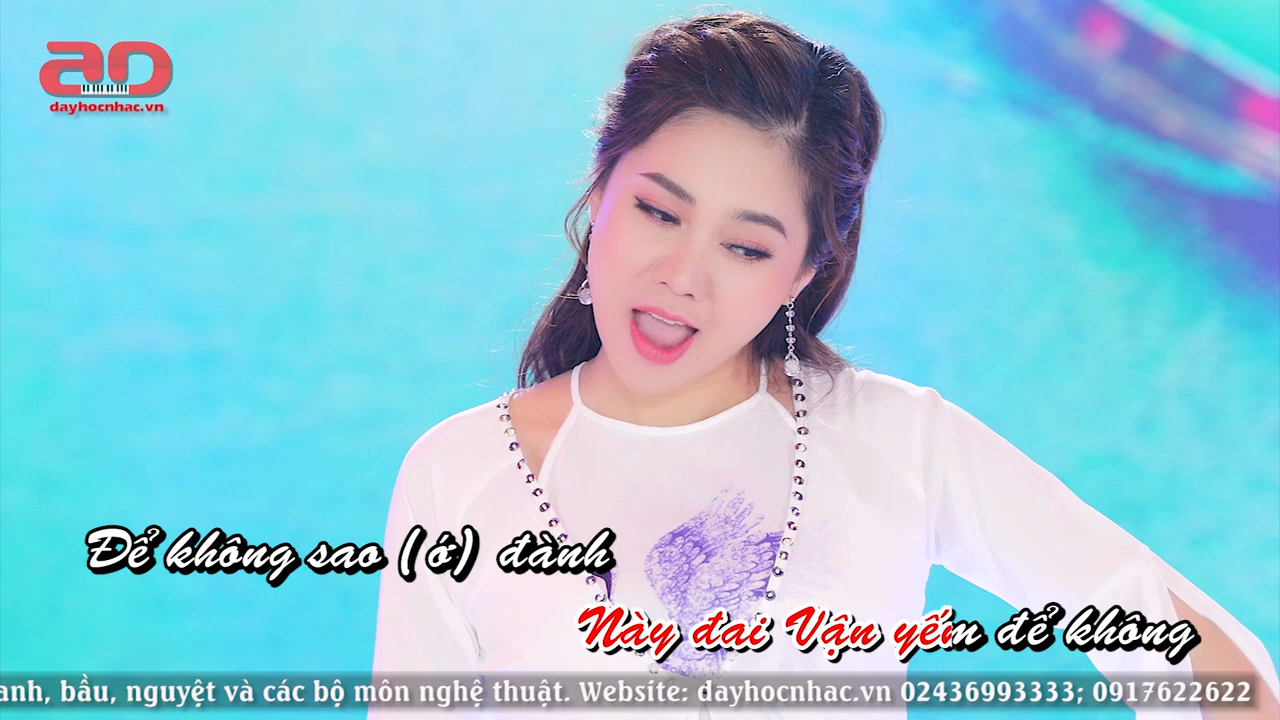 dayhocnhac.vn
Để không sao (ớ) đành
Này đai Vận yếm để không
anh, bầu, nguyệt và các bộ môn nghệ thuật. Website: dayhocnhac.vn 02436993333; 0917622622